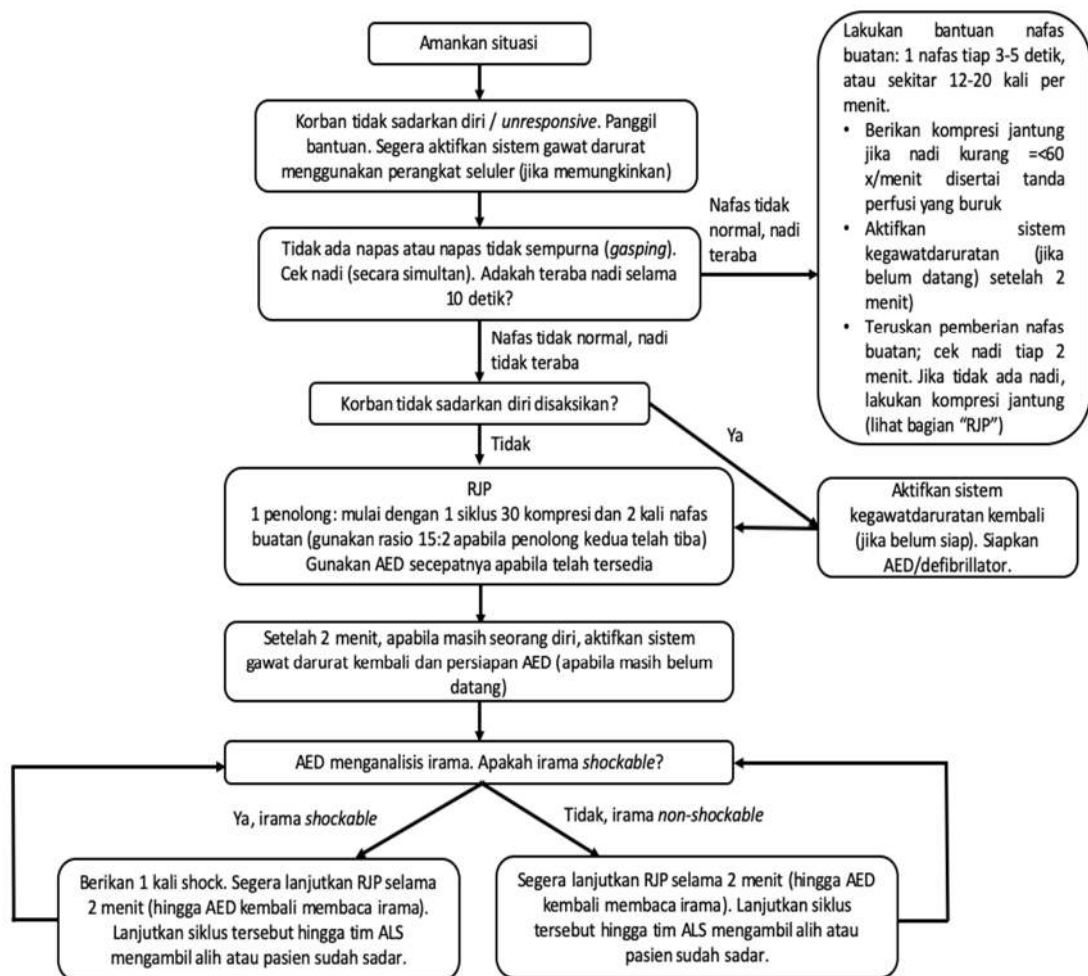 Amankan situasi
Korban tidak sadarkan diri / unresponsive. Panggil
bantuan. Segera aktifkan sistem gawat darurat
menggunakan perangkat seluler (jika memungkinkan)
Tidak ada napas atau napas tidak sempurna (gasping).
Cek nadi (secara simultan). Adakah teraba nadi selama
10 detik?
Nafas tidak
normal, nadi
teraba
Lakukan bantuan nafas
buatan: 1 nafas tiap 3-5 detik,
atau sekitar 12-20 kali per
menit.
• Berikan kompresi jantung
jika nadi kurang =<60
x/menit disertai tanda
perfusi yang buruk
• Aktifkan sistem
kegawatdaruratan (jika
belum datang) setelah 2
menit)
• Teruskan pemberian nafas
buatan; cek nadi tiap 2
menit. Jika tidak ada nadi,
lakukan kompresi jantung
(lihat bagian “RJP”)
Nafas tidak normal, nadi
tidak teraba
Korban tidak sadarkan diri disaksikan?
Tidak
Ya
RJP
1 penolong: mulai dengan 1 siklus 30 kompresi dan 2 kali nafas
buatan (gunakan rasio 15:2 apabila penolong kedua telah tiba)
Gunakan AED secepatnya apabila telah tersedia
Aktifkan sistem
kegawatdaruratan kembali
(jika belum siap). Siapkan
AED/defibrillator.
Setelah 2 menit, apabila masih seorang diri, aktifkan sistem
gawat darurat kembali dan persiapan AED (apabila masih belum
datang)
AED menganalisis irama. Apakah irama shockable?
Ya, irama shockable
Tidak, irama non-shockable
Berikan 1 kali shock. Segera lanjutkan RJP selama
2 menit (hingga AED kembali membaca irama).
Lanjutkan siklus tersebut hingga tim ALS
mengambil alih atau pasien sudah sadar.
Segera lanjutkan RJP selama 2 menit (hingga AED
kembali membaca irama). Lanjutkan siklus
tersebut hingga tim ALS mengambil alih atau
pasien sudah sadar.